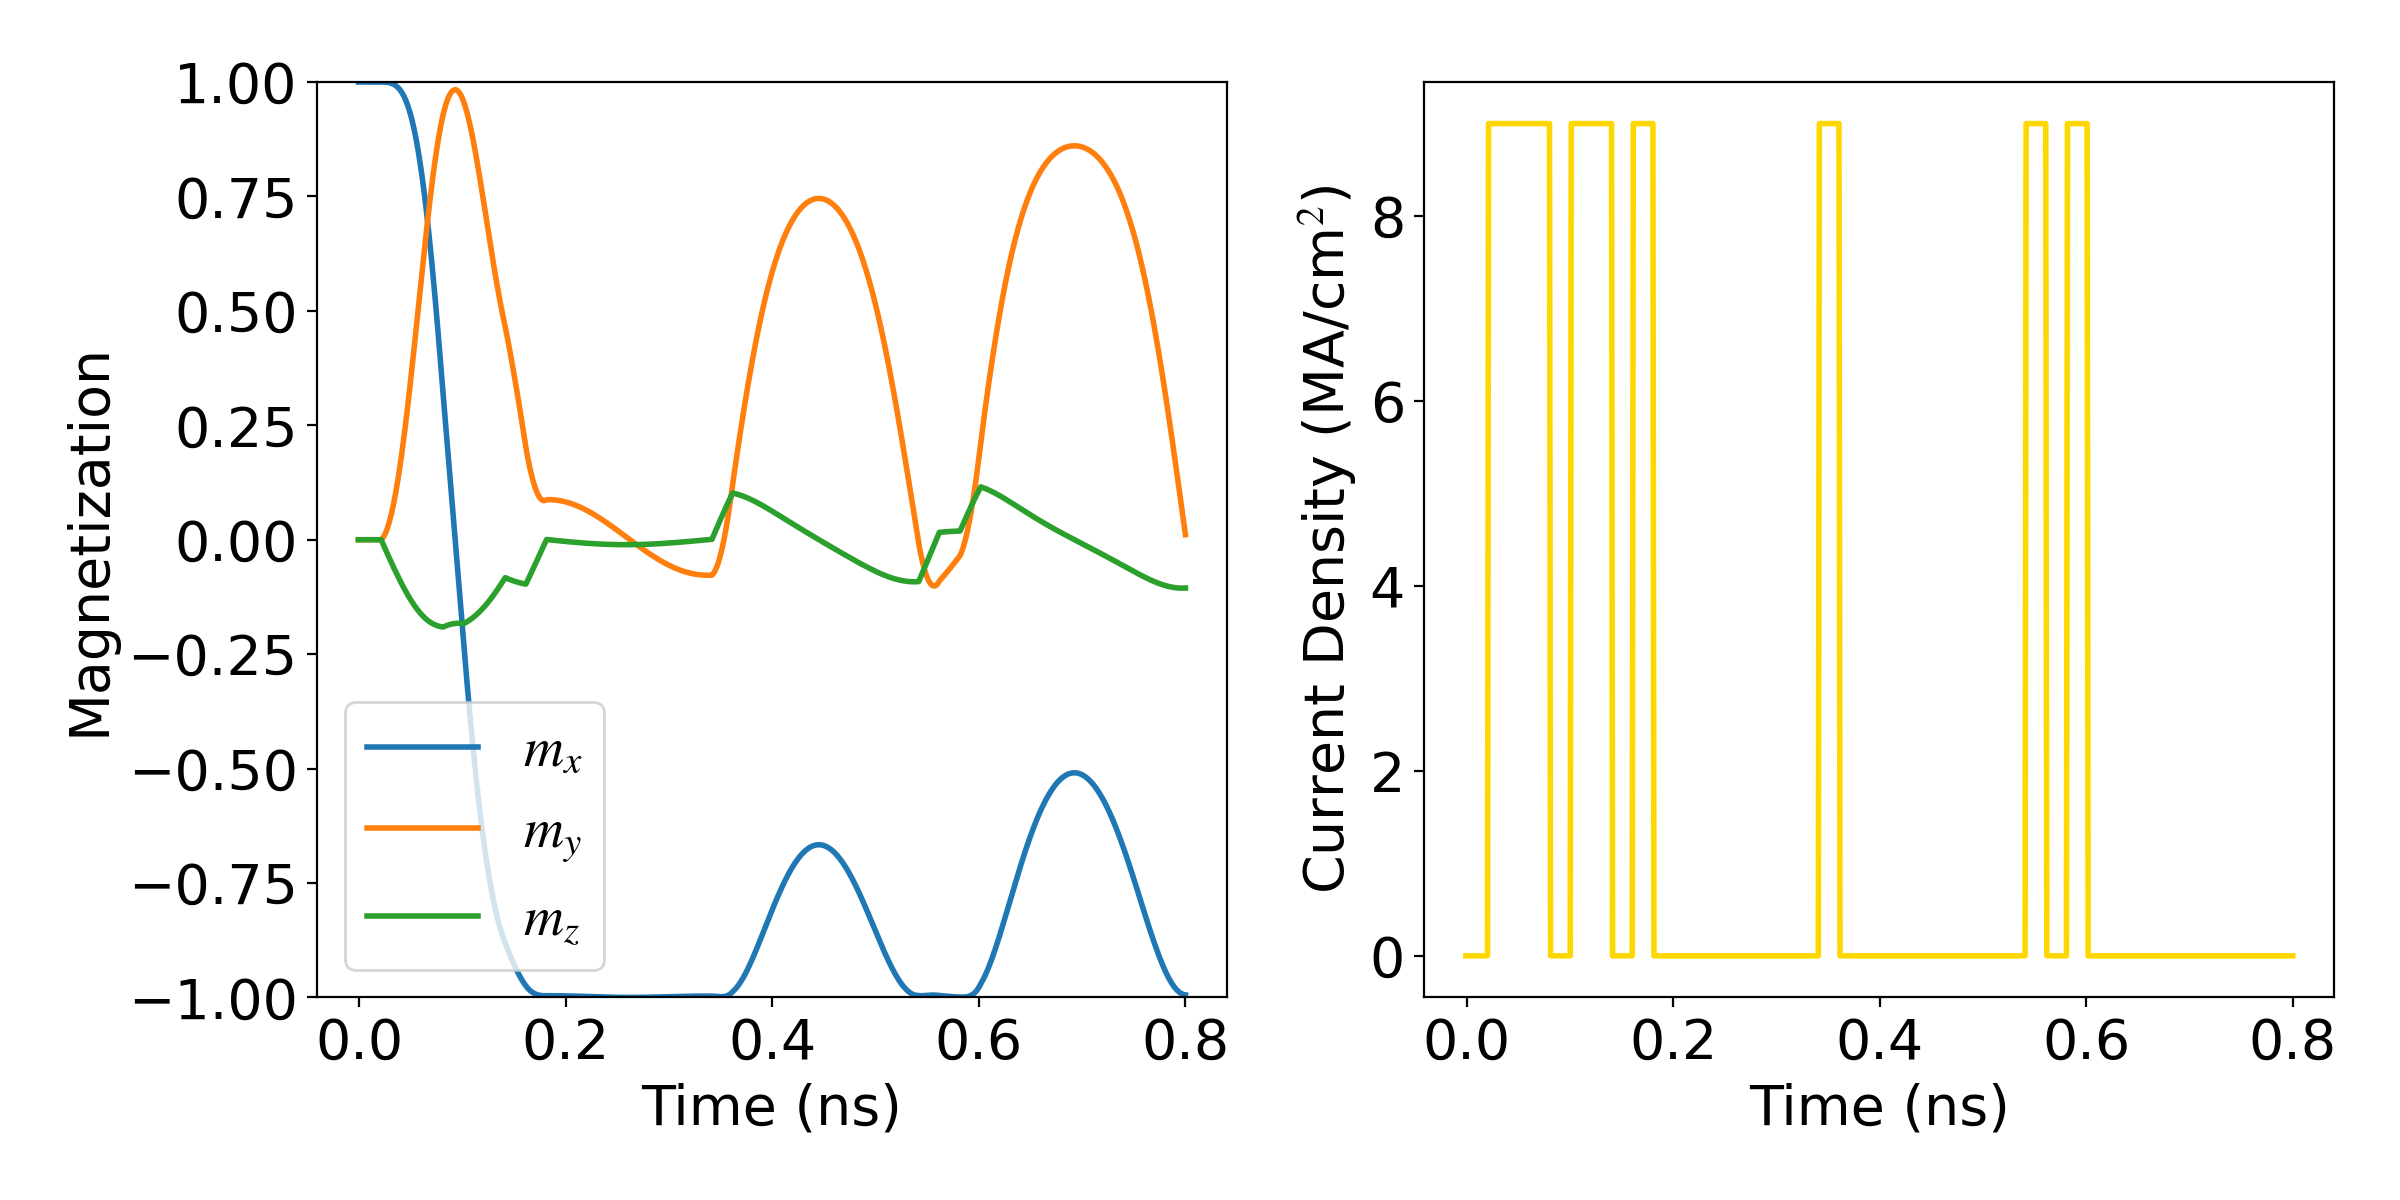 Magnetization
1.00
0.75
0.50
0.25
0.00
−0.25
−0.50
−0.75
−1.00
m_x
m_y
m_z
0.0 0.2 0.4 0.6 0.8
Time (ns)
Current Density (MA/cm²)
8
6
4
2
0
0.0 0.2 0.4 0.6 0.8
Time (ns)